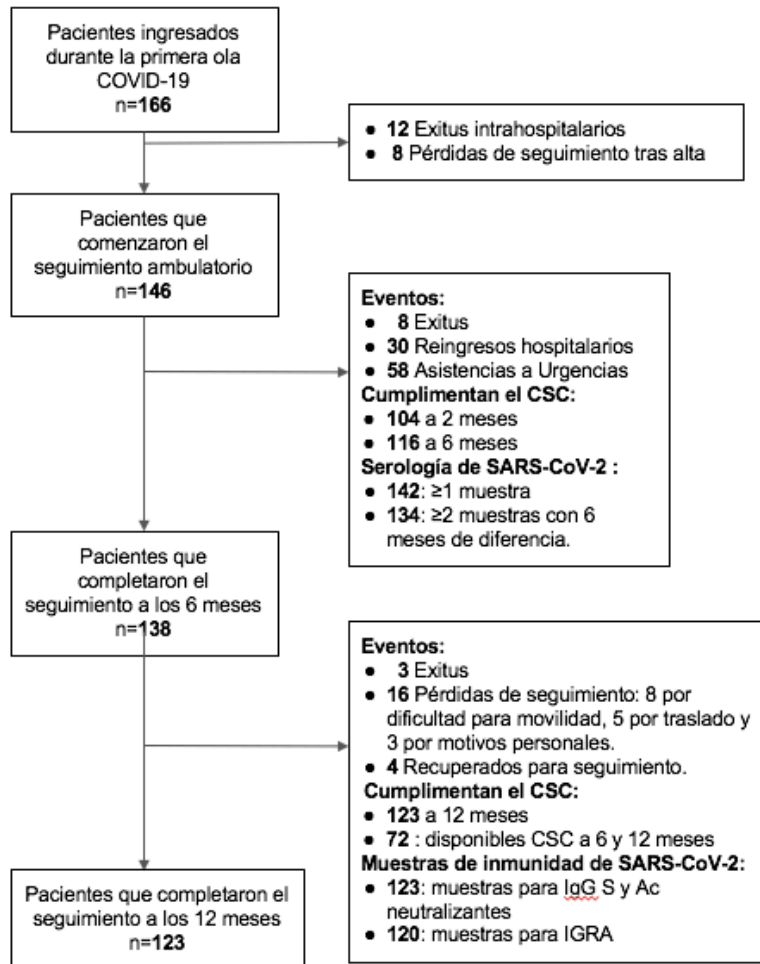 Pacientes ingresados
durante la primera ola
COVID-19
n=166
● 12 Exitus intrahospitalarios
● 8 Pérdidas de seguimiento tras alta
Pacientes que
comenzaron el
seguimiento ambulatorio
n=146
Eventos:
● 8 Exitus
● 30 Reingresos hospitalarios
● 58 Asistencias a Urgencias
Cumplimentan el CSC:
● 104 a 2 meses
● 116 a 6 meses
Serología de SARS-CoV-2 :
● 142: ≥1 muestra
● 134: ≥2 muestras con 6
meses de diferencia.
Pacientes que
completaron el
seguimiento a los 6 meses
n=138
Eventos:
● 3 Exitus
● 16 Pérdidas de seguimiento: 8 por
dificultad para movilidad, 5 por traslado y
3 por motivos personales.
● 4 Recuperados para seguimiento.
Cumplimentan el CSC:
● 123 a 12 meses
● 72 : disponibles CSC a 6 y 12 meses
Muestras de inmunidad de SARS-CoV-2:
● 123: muestras para IgG S y Ac
neutralizantes
● 120: muestras para IGRA
Pacientes que completaron el
seguimiento a los 12 meses
n=123